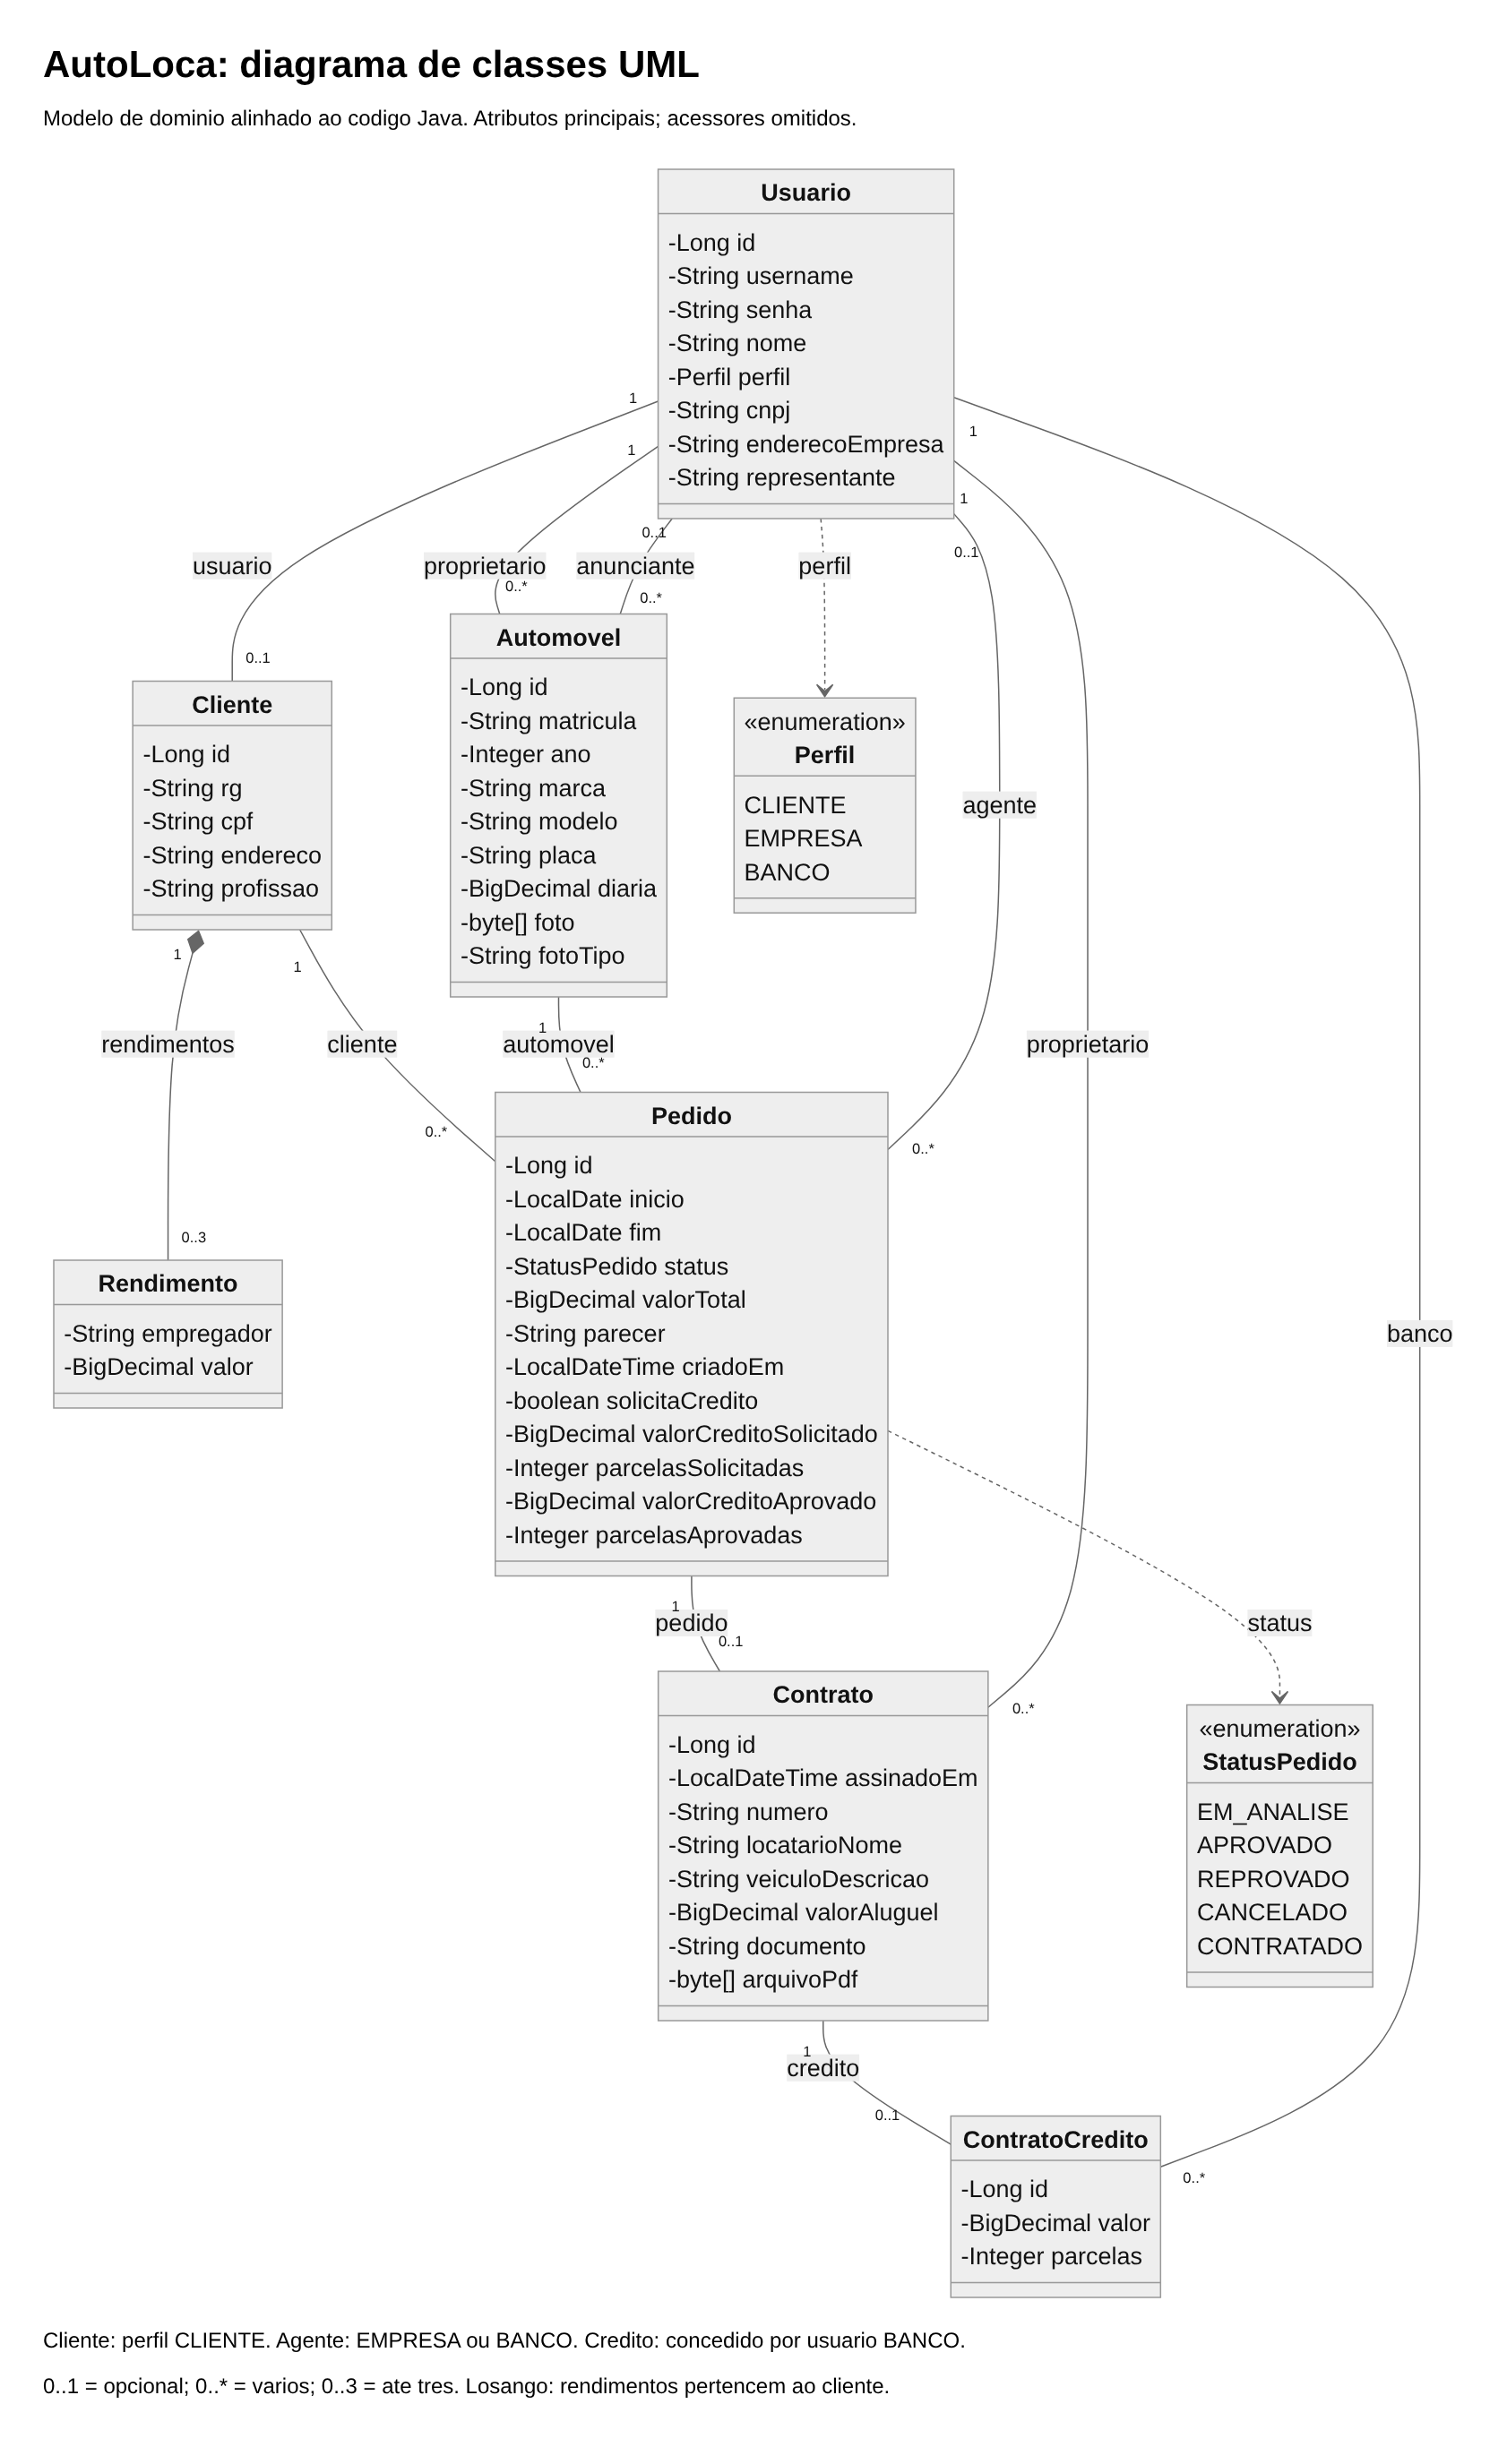 AutoLoca: diagrama de classes UML
Modelo de dominio alinhado ao codigo Java. Atributos principais; acessores omitidos.
Usuario
-Long id
-String username
-String senha
-String nome
-Perfil perfil
-String cnpj
-String enderecoEmpresa
-String representante
1
1
1
1
0..1
0..1
usuario
proprietario
anunciante
perfil
0..*
0..*
0..1
Automovel
-Long id
-String matricula
-Integer ano
-String marca
-String modelo
-String placa
-BigDecimal diaria
-byte[] foto
-String fotoTipo
Cliente
-Long id
-String rg
-String cpf
-String endereco
-String profissao
«enumeration»
Perfil
CLIENTE
EMPRESA
BANCO
agente
1
1
1
rendimentos
cliente
automovel
proprietario
0..*
0..*
0..*
0..3
Pedido
-Long id
-LocalDate inicio
-LocalDate fim
-StatusPedido status
-BigDecimal valorTotal
-String parecer
-LocalDateTime criadoEm
-boolean solicitaCredito
-BigDecimal valorCreditoSolicitado
-Integer parcelasSolicitadas
-BigDecimal valorCreditoAprovado
-Integer parcelasAprovadas
Rendimento
-String empregador
-BigDecimal valor
banco
1
pedido
0..1
status
0..*
Contrato
-Long id
-LocalDateTime assinadoEm
-String numero
-String locatarioNome
-String veiculoDescricao
-BigDecimal valorAluguel
-String documento
-byte[] arquivoPdf
«enumeration»
StatusPedido
EM_ANALISE
APROVADO
REPROVADO
CANCELADO
CONTRATADO
1
credito
0..1
0..*
ContratoCredito
-Long id
-BigDecimal valor
-Integer parcelas
Cliente: perfil CLIENTE. Agente: EMPRESA ou BANCO. Credito: concedido por usuario BANCO.
0..1 = opcional; 0..* = varios; 0..3 = ate tres. Losango: rendimentos pertencem ao cliente.